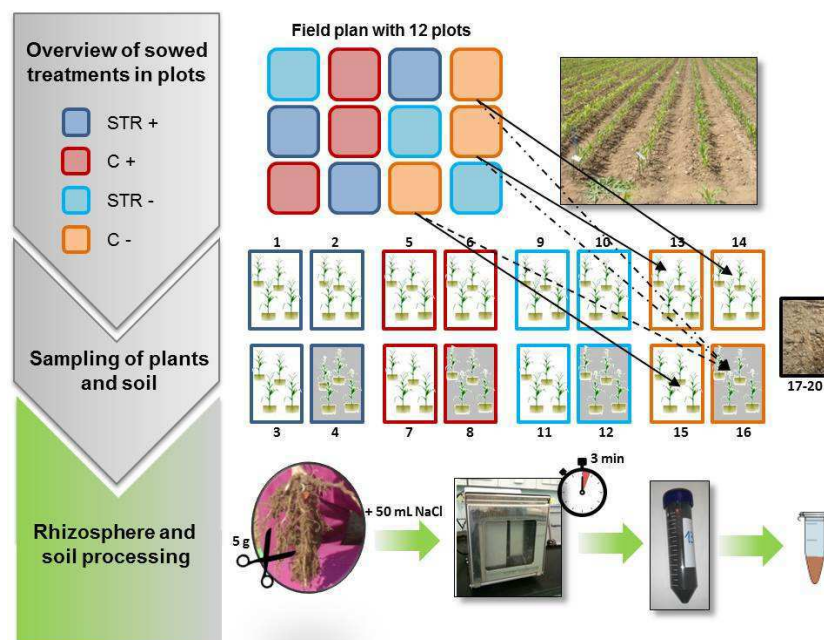 Overview of sowed
treatments in plots
STR +
C +
STR -
C -
Sampling of plants
and soil
Rhizosphere and
soil processing
Field plan with 12 plots
1 2 5 6 9 10 13 14
3 4 7 8 11 12 15 16
17-20
5 g
+ 50 mL NaCl
3 min